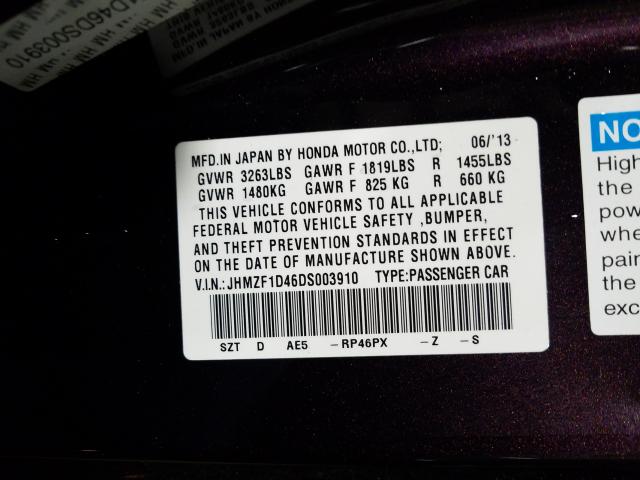 1D46DS003910
MFD.IN JAPAN BY HONDA MOTOR CO.,LTD; 06/'13
GVWR 3263LBS GAWR F 1819LBS R 1455LBS
GVWR 1480KG GAWR F 825 KG R 660 KG
THIS VEHICLE CONFORMS TO ALL APPLICABLE
FEDERAL MOTOR VEHICLE SAFETY ,BUMPER,
AND THEFT PREVENTION STANDARDS IN EFFECT
ON THE DATE OF MANUFACTURE SHOWN ABOVE.
V.I.N.:JHMZF1D46DS003910 TYPE:PASSENGER CAR
SZT D AE5 -RP46PX -Z -S
NO
High
the
pow
whe
pain
the
exc